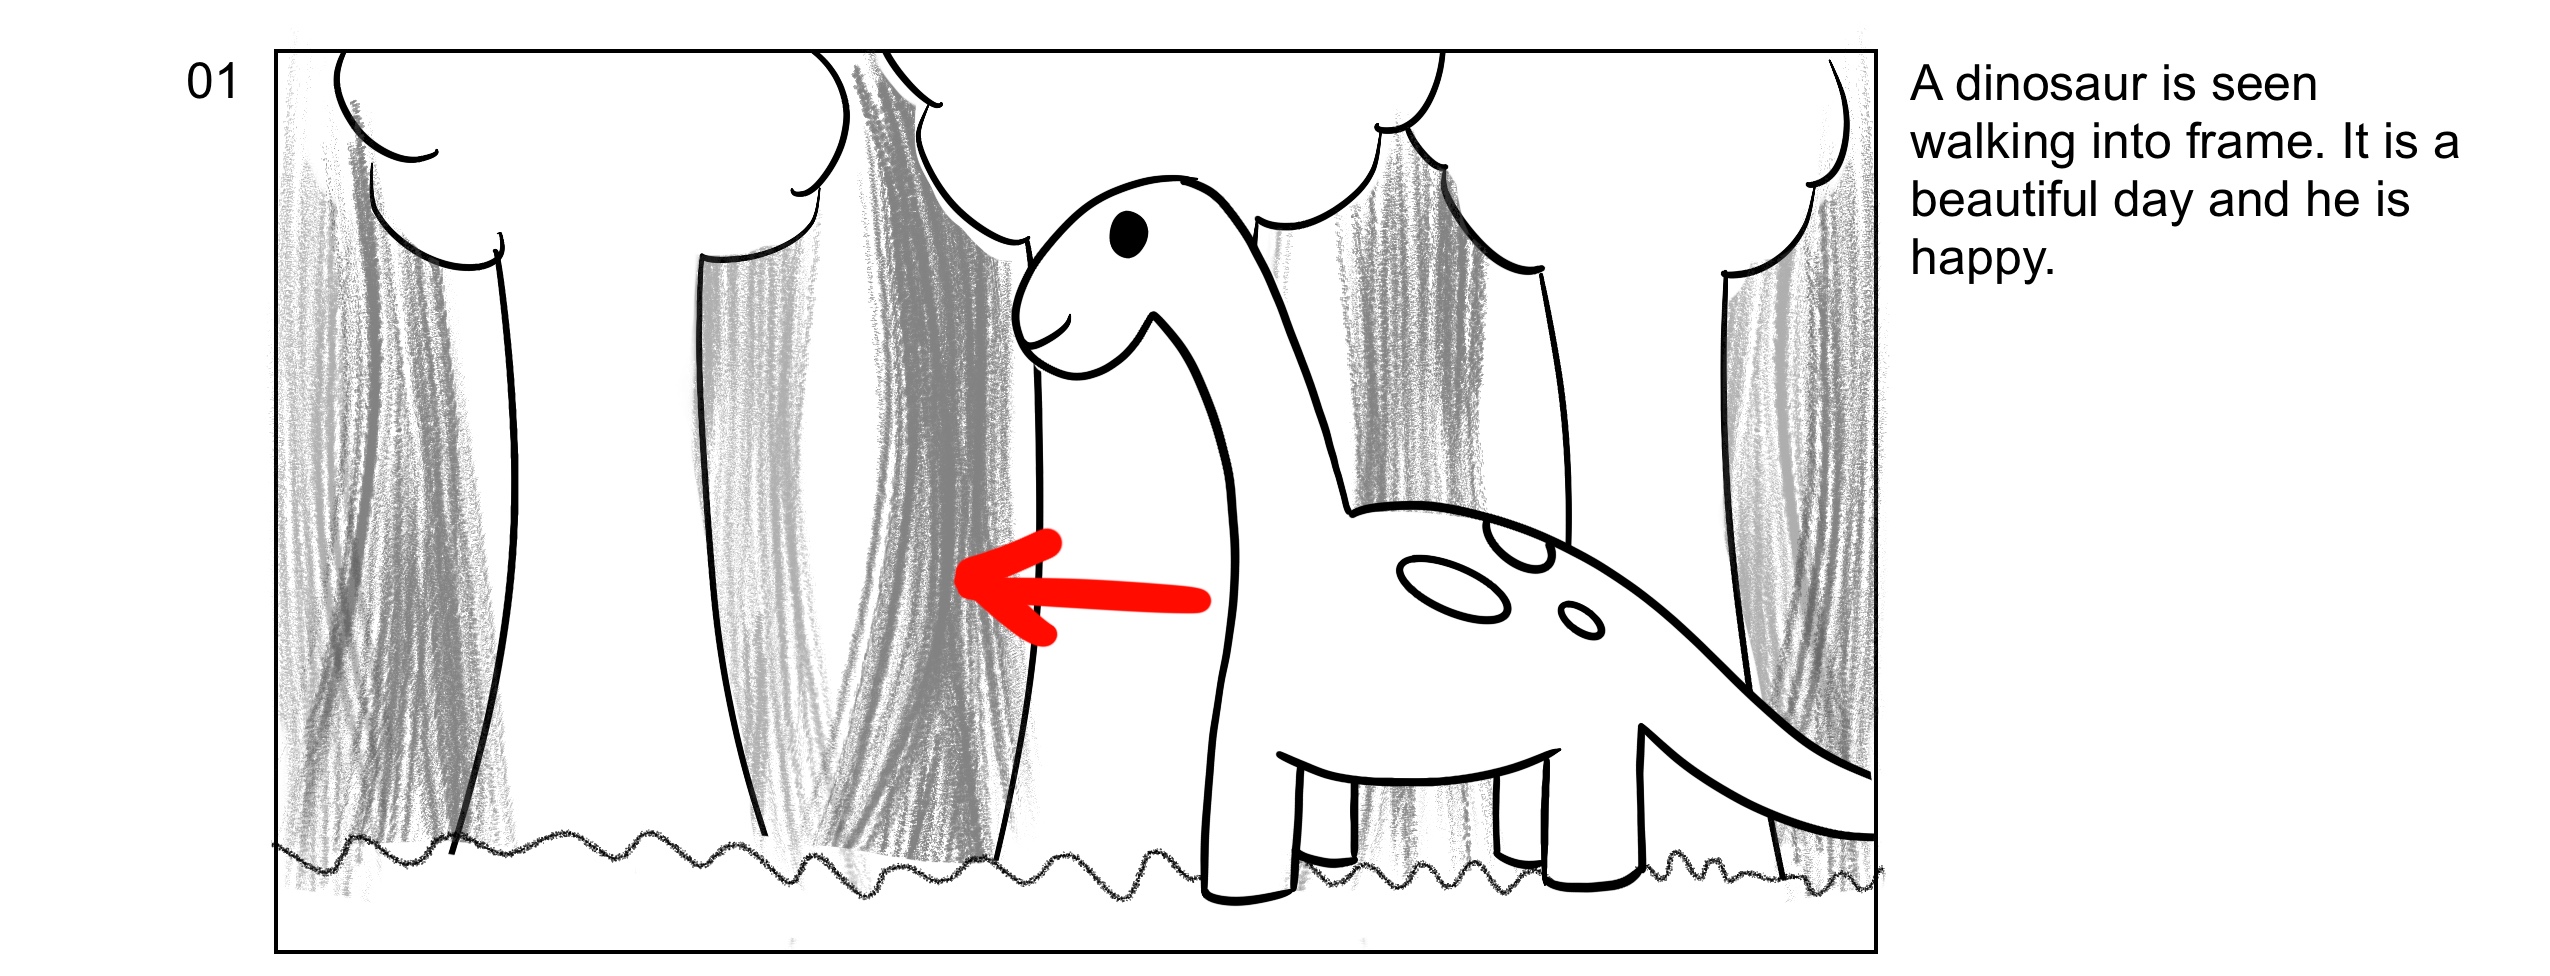 01
A dinosaur is seen
walking into frame. It is a
beautiful day and he is
happy.